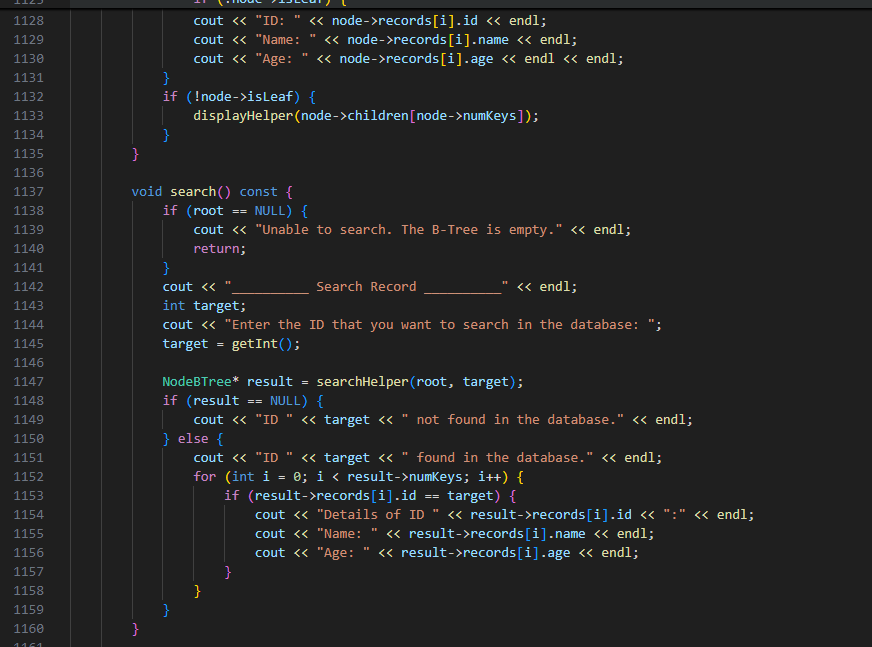 1125 if (!node->isLeaf) {
1128 cout << "ID: " << node->records[i].id << endl;
1129 cout << "Name: " << node->records[i].name << endl;
1130 cout << "Age: " << node->records[i].age << endl << endl;
1131 }
1132 if (!node->isLeaf) {
1133 displayHelper(node->children[node->numKeys]);
1134 }
1135 }
1136
1137 void search() const {
1138 if (root == NULL) {
1139 cout << "Unable to search. The B-Tree is empty." << endl;
1140 return;
1141 }
1142 cout << "__________ Search Record __________" << endl;
1143 int target;
1144 cout << "Enter the ID that you want to search in the database: ";
1145 target = getInt();
1146
1147 NodeBTree* result = searchHelper(root, target);
1148 if (result == NULL) {
1149 cout << "ID " << target << " not found in the database." << endl;
1150 } else {
1151 cout << "ID " << target << " found in the database." << endl;
1152 for (int i = 0; i < result->numKeys; i++) {
1153 if (result->records[i].id == target) {
1154 cout << "Details of ID " << result->records[i].id << ":" << endl;
1155 cout << "Name: " << result->records[i].name << endl;
1156 cout << "Age: " << result->records[i].age << endl;
1157 }
1158 }
1159 }
1160 }
1161